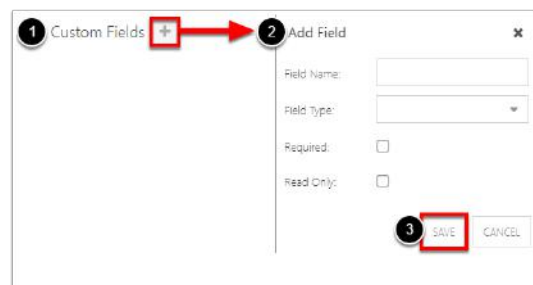 1 Custom Fields +
2 Add Field ×
Field Name:
Field Type:
Required:
Read Only:
3 SAVE CANCEL